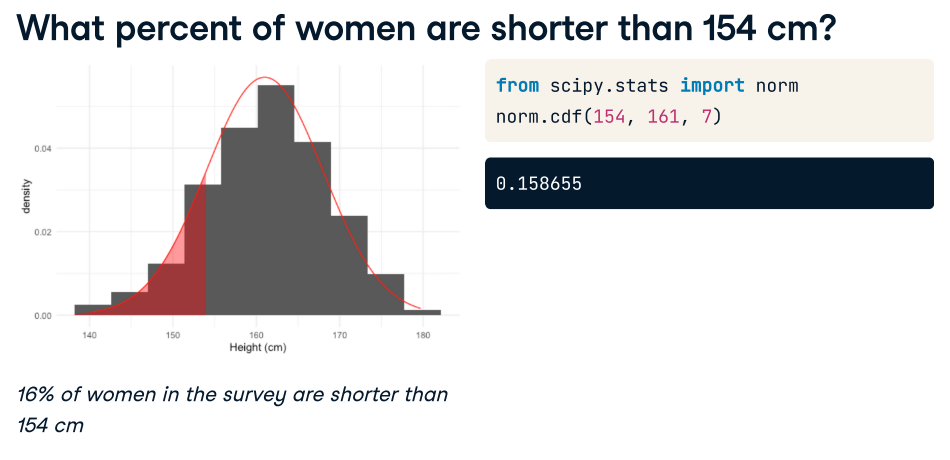 What percent of women are shorter than 154 cm?
from scipy.stats import norm
norm.cdf(154, 161, 7)
0.158655
0.04
0.02
0.00
density
140 150 160 170 180
Height (cm)
16% of women in the survey are shorter than
154 cm